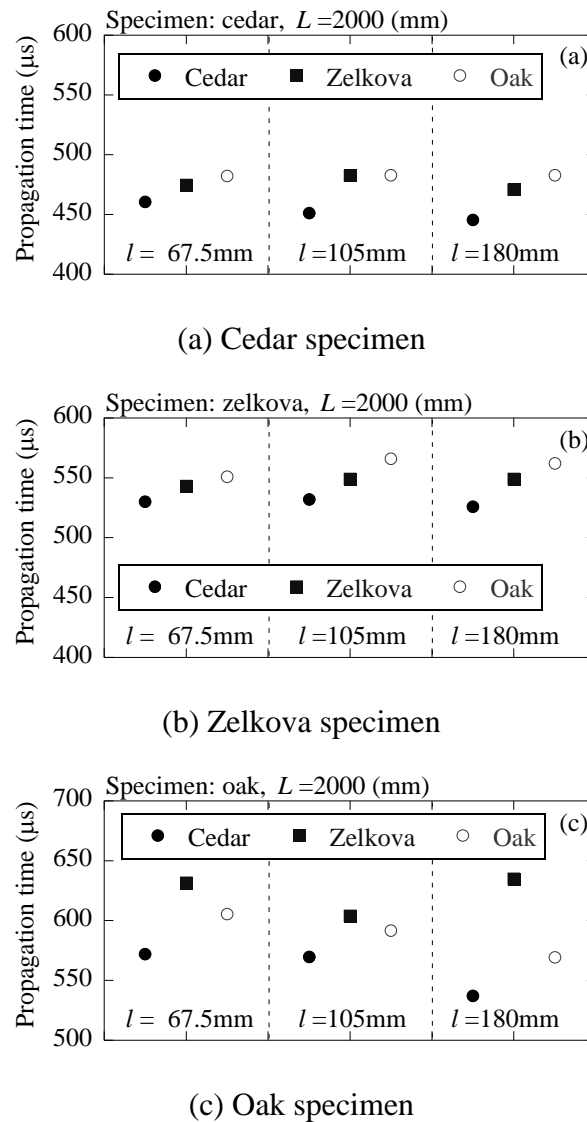 Specimen: cedar, L =2000 (mm)
600
(a)
Cedar Zelkova Oak
550
500
450
l = 67.5mm l =105mm l =180mm
400
Propagation time (μs)
(a) Cedar specimen
Specimen: zelkova, L =2000 (mm)
600
(b)
550
500
Cedar Zelkova Oak
450
l = 67.5mm l =105mm l =180mm
400
Propagation time (μs)
(b) Zelkova specimen
Specimen: oak, L =2000 (mm)
700
(c)
Cedar Zelkova Oak
650
600
550
l = 67.5mm l =105mm l =180mm
500
Propagation time (μs)
(c) Oak specimen